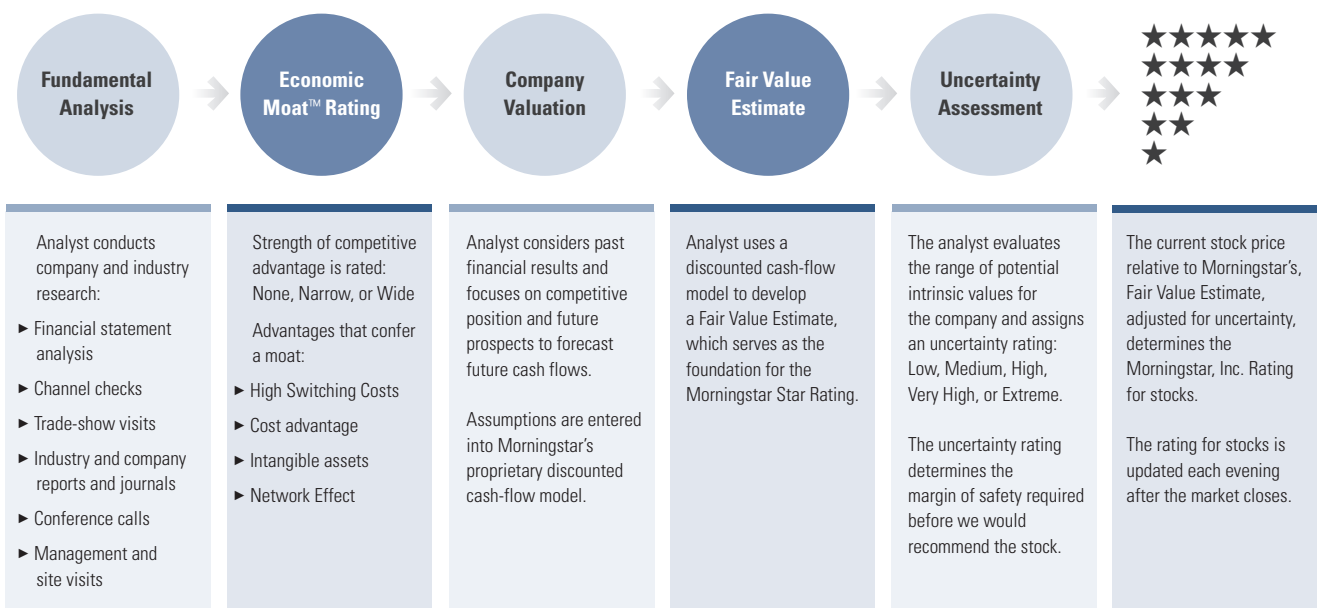 Fundamental
Analysis
Economic
Moat™ Rating
Company
Valuation
Fair Value
Estimate
Uncertainty
Assessment
Analyst conducts
company and industry
research:
► Financial statement
analysis
► Channel checks
► Trade-show visits
► Industry and company
reports and journals
► Conference calls
► Management and
site visits
Strength of competitive
advantage is rated:
None, Narrow, or Wide
Advantages that confer
a moat:
► High Switching Costs
► Cost advantage
► Intangible assets
► Network Effect
Analyst considers past
financial results and
focuses on competitive
position and future
prospects to forecast
future cash flows.
Assumptions are entered
into Morningstar’s
proprietary discounted
cash-flow model.
Analyst uses a
discounted cash-flow
model to develop
a Fair Value Estimate,
which serves as the
foundation for the
Morningstar Star Rating.
The analyst evaluates
the range of potential
intrinsic values for
the company and assigns
an uncertainty rating:
Low, Medium, High,
Very High, or Extreme.
The uncertainty rating
determines the
margin of safety required
before we would
recommend the stock.
The current stock price
relative to Morningstar’s,
Fair Value Estimate,
adjusted for uncertainty,
determines the
Morningstar, Inc. Rating
for stocks.
The rating for stocks is
updated each evening
after the market closes.